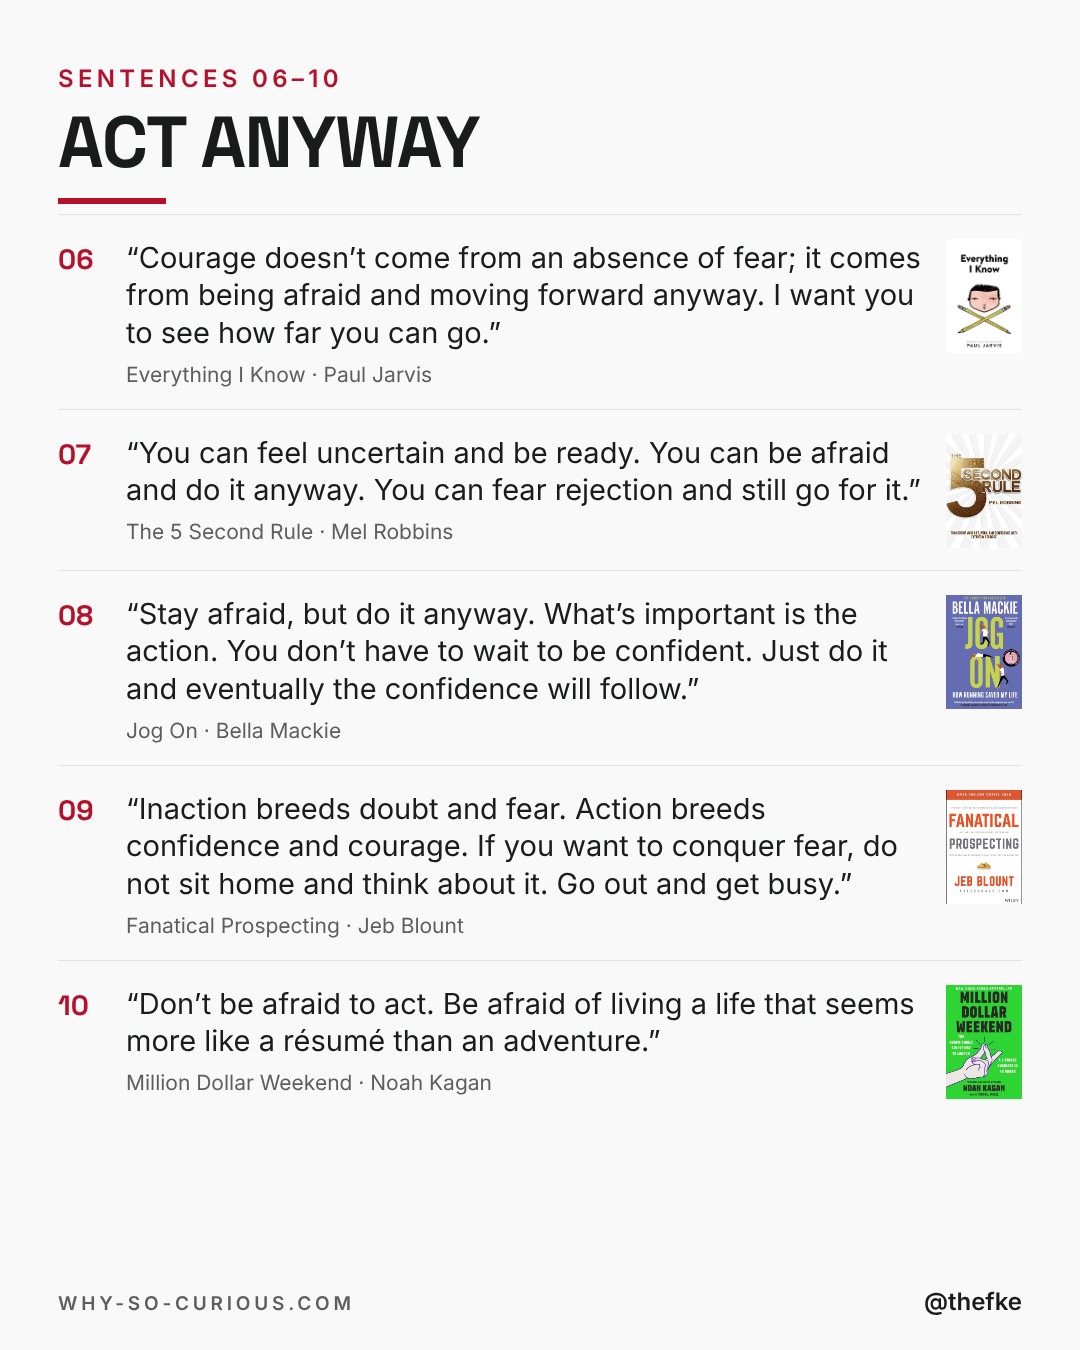 SENTENCES 06–10
ACT ANYWAY
06
“Courage doesn’t come from an absence of fear; it comes
from being afraid and moving forward anyway. I want you
to see how far you can go.”
Everything I Know · Paul Jarvis
Everything
I Know
PAUL JARVIS
07
“You can feel uncertain and be ready. You can be afraid
and do it anyway. You can fear rejection and still go for it.”
The 5 Second Rule · Mel Robbins
THE
5 SECOND
RULE
MEL ROBBINS
08
“Stay afraid, but do it anyway. What’s important is the
action. You don’t have to wait to be confident. Just do it
and eventually the confidence will follow.”
Jog On · Bella Mackie
BELLA MACKIE
JOG
ON
HOW RUNNING SAVED MY LIFE
09
“Inaction breeds doubt and fear. Action breeds
confidence and courage. If you want to conquer fear, do
not sit home and think about it. Go out and get busy.”
Fanatical Prospecting · Jeb Blount
FANATICAL
PROSPECTING
JEB BLOUNT
WILEY
10
“Don’t be afraid to act. Be afraid of living a life that seems
more like a résumé than an adventure.”
Million Dollar Weekend · Noah Kagan
MILLION
DOLLAR
WEEKEND
NOAH KAGAN
WHY-SO-CURIOUS.COM
@thefke